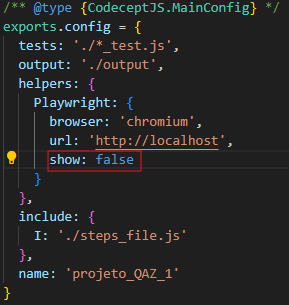 /** @type {CodeceptJS.MainConfig} */
exports.config = {
  tests: './*_test.js',
  output: './output',
  helpers: {
    Playwright: {
      browser: 'chromium',
      url: 'http://localhost',
      show: false
    }
  },
  include: {
    I: './steps_file.js'
  },
  name: 'projeto_QAZ_1'
}